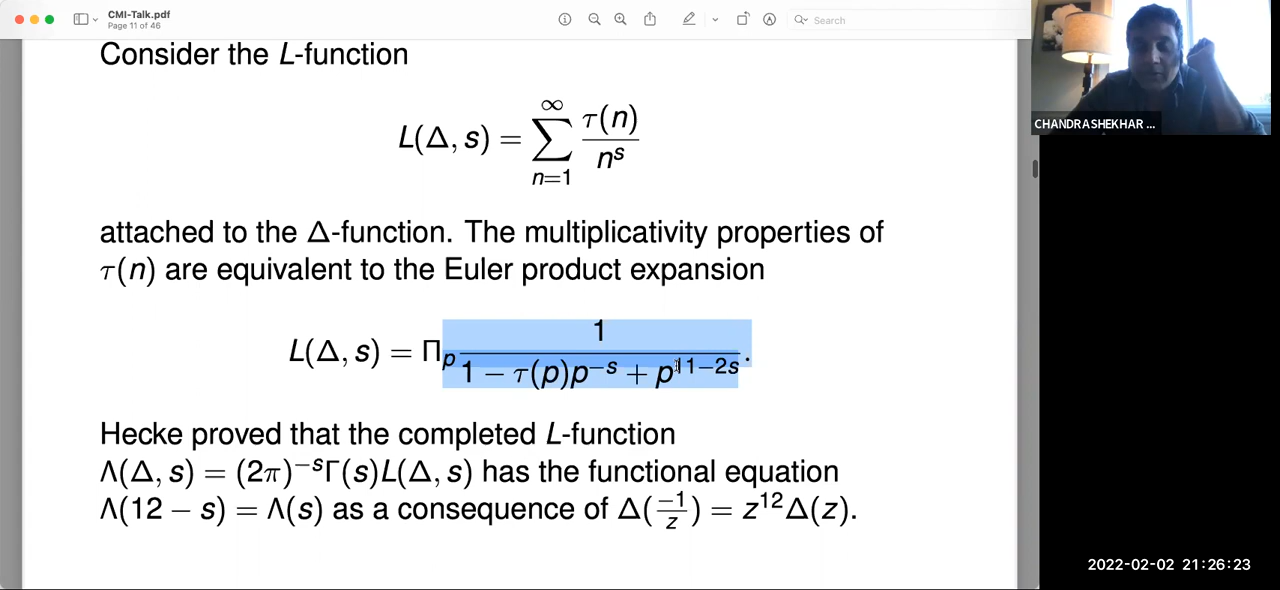 CMI-Talk.pdf
Page 11 of 46
Search
Consider the L-function
L(Δ, s) = ∑_{n=1}^{∞} τ(n)/n^s
attached to the Δ-function. The multiplicativity properties of
τ(n) are equivalent to the Euler product expansion
L(Δ, s) = Π_p 1/(1 − τ(p)p^{−s} + p^{11−2s}).
Hecke proved that the completed L-function
Λ(Δ, s) = (2π)^{−s}Γ(s)L(Δ, s) has the functional equation
Λ(12 − s) = Λ(s) as a consequence of Δ(−1/z) = z^{12}Δ(z).
CHANDRASHEKHAR ...
2022-02-02 21:26:23